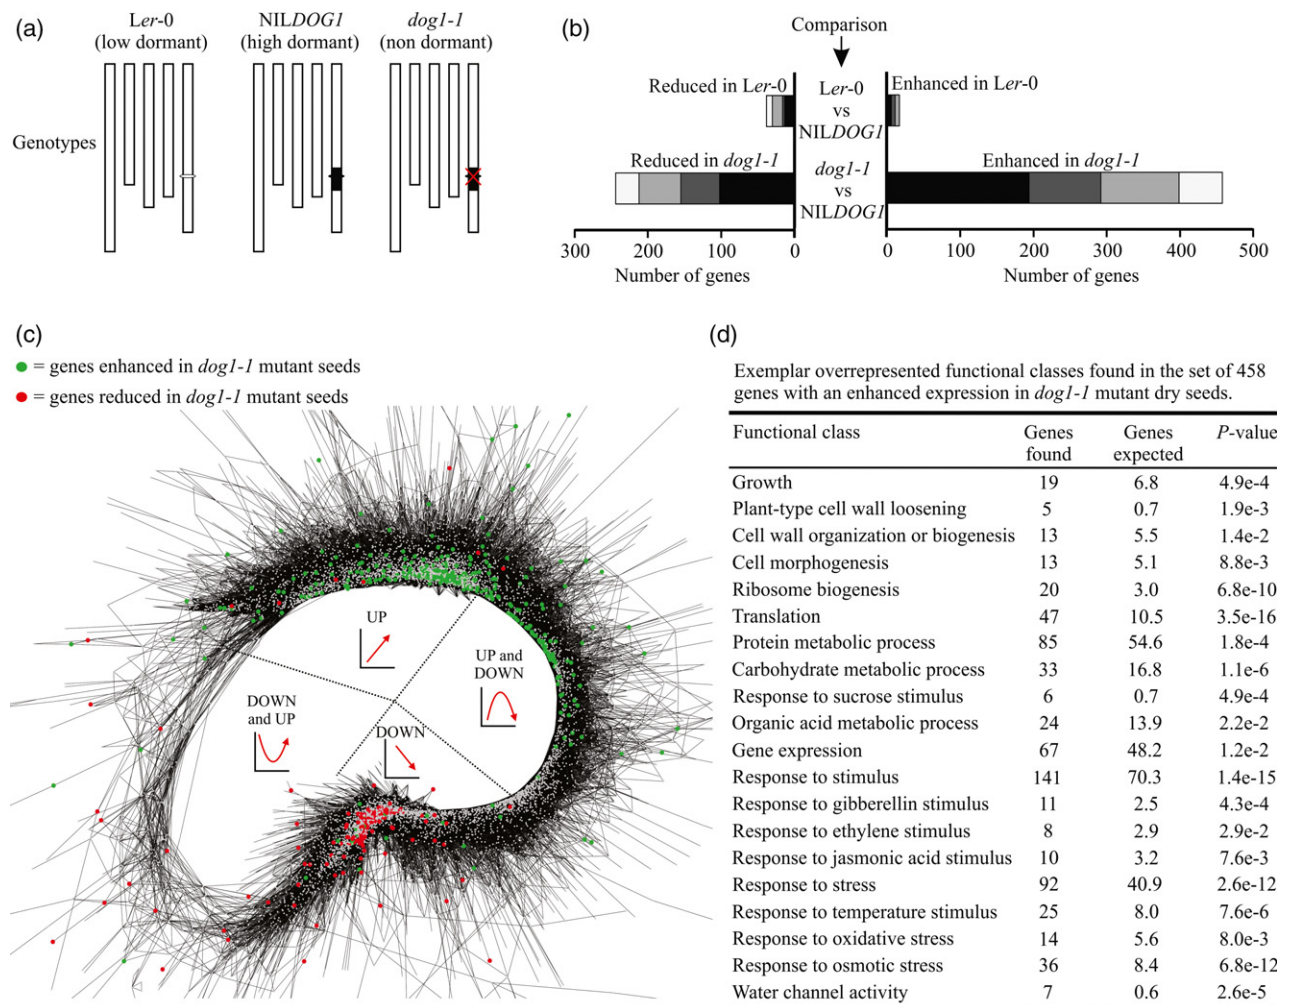 (a)
Ler-0
(low dormant)
NILDOG1
(high dormant)
dog1-1
(non dormant)
Genotypes
(b)
Comparison
Reduced in Ler-0
Ler-0
vs
NILDOG1
Enhanced in Ler-0
Reduced in dog1-1
dog1-1
vs
NILDOG1
Enhanced in dog1-1
300 200 100 0
Number of genes
0 100 200 300 400 500
Number of genes
(c)
= genes enhanced in dog1-1 mutant seeds
= genes reduced in dog1-1 mutant seeds
UP
UP and
DOWN
DOWN
and UP
DOWN
(d)
Exemplar overrepresented functional classes found in the set of 458
genes with an enhanced expression in dog1-1 mutant dry seeds.
Functional class Genes found Genes expected P-value
Growth 19 6.8 4.9e-4
Plant-type cell wall loosening 5 0.7 1.9e-3
Cell wall organization or biogenesis 13 5.5 1.4e-2
Cell morphogenesis 13 5.1 8.8e-3
Ribosome biogenesis 20 3.0 6.8e-10
Translation 47 10.5 3.5e-16
Protein metabolic process 85 54.6 1.8e-4
Carbohydrate metabolic process 33 16.8 1.1e-6
Response to sucrose stimulus 6 0.7 4.9e-4
Organic acid metabolic process 24 13.9 2.2e-2
Gene expression 67 48.2 1.2e-2
Response to stimulus 141 70.3 1.4e-15
Response to gibberellin stimulus 11 2.5 4.3e-4
Response to ethylene stimulus 8 2.9 2.9e-2
Response to jasmonic acid stimulus 10 3.2 7.6e-3
Response to stress 92 40.9 2.6e-12
Response to temperature stimulus 25 8.0 7.6e-6
Response to oxidative stress 14 5.6 8.0e-3
Response to osmotic stress 36 8.4 6.8e-12
Water channel activity 7 0.6 2.6e-5